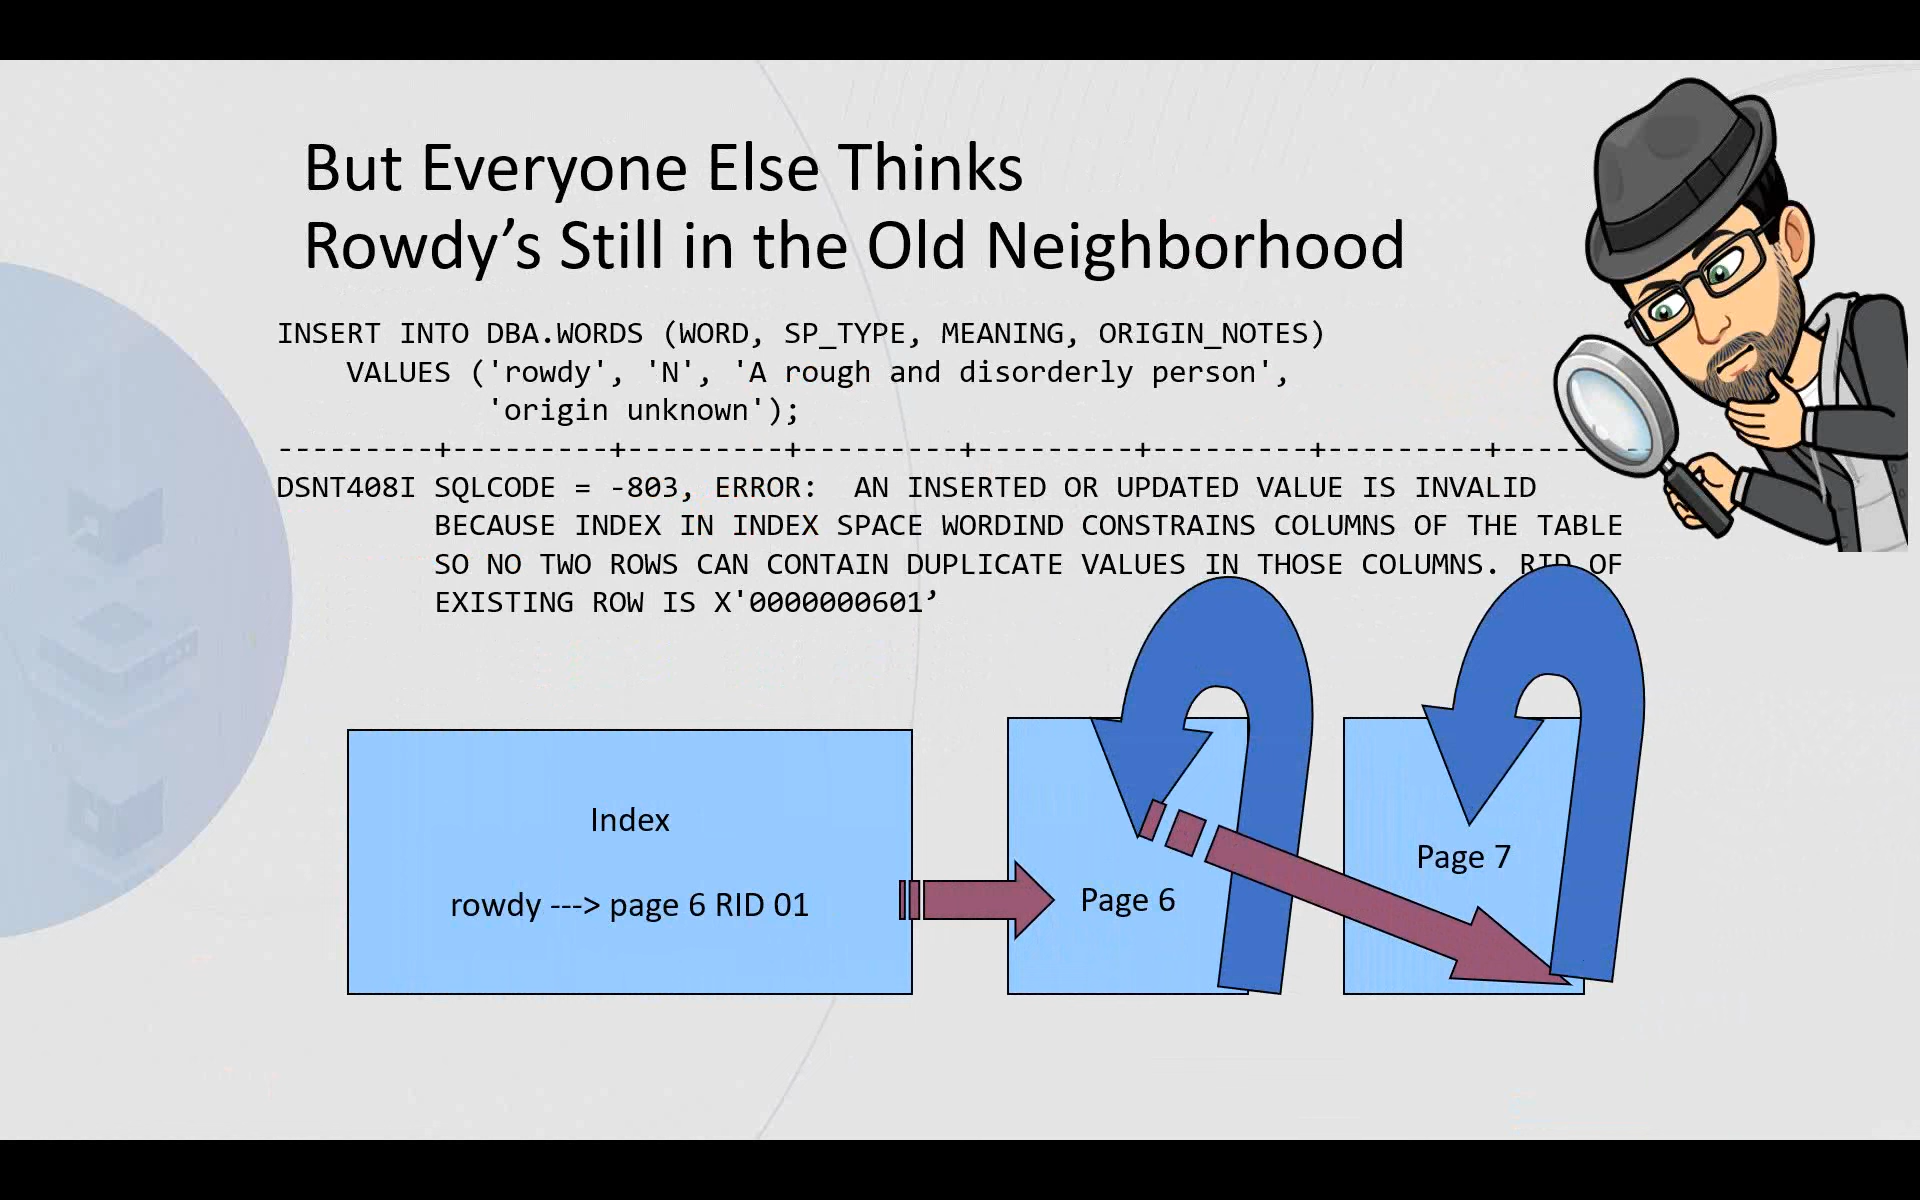 But Everyone Else Thinks
Rowdy’s Still in the Old Neighborhood
INSERT INTO DBA.WORDS (WORD, SP_TYPE, MEANING, ORIGIN_NOTES)
VALUES ('rowdy', 'N', 'A rough and disorderly person',
'origin unknown');
---------+---------+---------+---------+---------+---------+---------+-----
DSNT408I SQLCODE = -803, ERROR:  AN INSERTED OR UPDATED VALUE IS INVALID
BECAUSE INDEX IN INDEX SPACE WORDIND CONSTRAINS COLUMNS OF THE TABLE
SO NO TWO ROWS CAN CONTAIN DUPLICATE VALUES IN THOSE COLUMNS. RID OF
EXISTING ROW IS X'0000000601’
Index
rowdy ---> page 6 RID 01
Page 6
Page 7